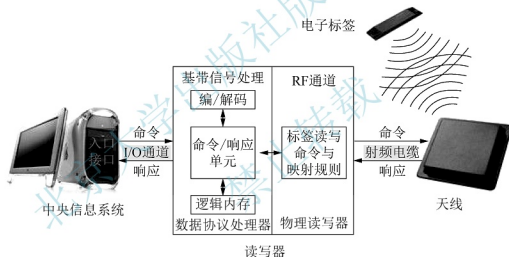 电子标签
基带信号处理
RF通道
编/解码
命令/响应
单元
逻辑内存
数据协议处理器
标签读写
命令与
映射规则
物理读写器
入口
接口
命令
I/O通道
响应
中央信息系统
命令
射频电缆
响应
天线
读写器